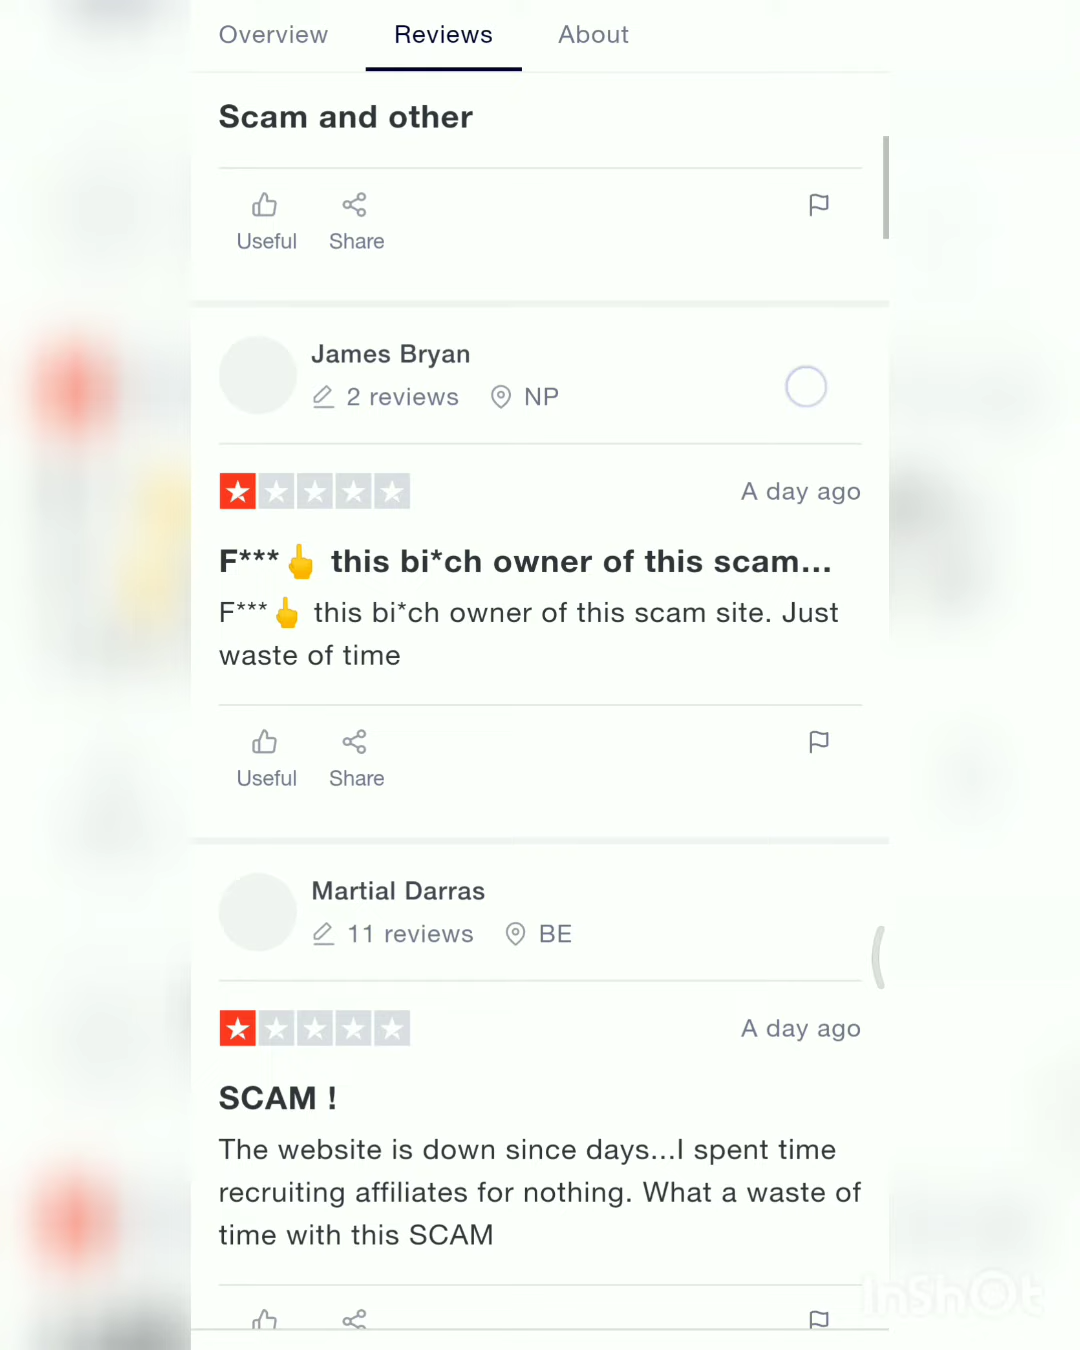 Overview Reviews About
Scam and other
Useful Share
James Bryan
2 reviews NP
A day ago
F***🖕 this bi*ch owner of this scam...
F***🖕 this bi*ch owner of this scam site. Just
waste of time
Useful Share
Martial Darras
11 reviews BE
A day ago
SCAM !
The website is down since days...I spent time
recruiting affiliates for nothing. What a waste of
time with this SCAM
InShOt